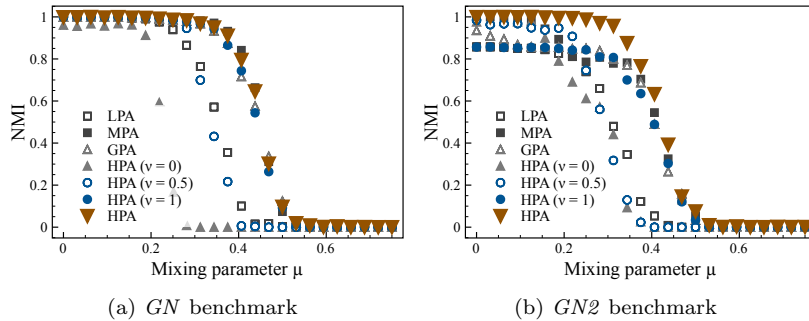 NMI
1
0.8
0.6
0.4
0.2
0
LPA
MPA
GPA
HPA (ν = 0)
HPA (ν = 0.5)
HPA (ν = 1)
HPA
0 0.2 0.4 0.6
Mixing parameter μ
(a) GN benchmark
NMI
1
0.8
0.6
0.4
0.2
0
LPA
MPA
GPA
HPA (ν = 0)
HPA (ν = 0.5)
HPA (ν = 1)
HPA
0 0.2 0.4 0.6
Mixing parameter μ
(b) GN2 benchmark